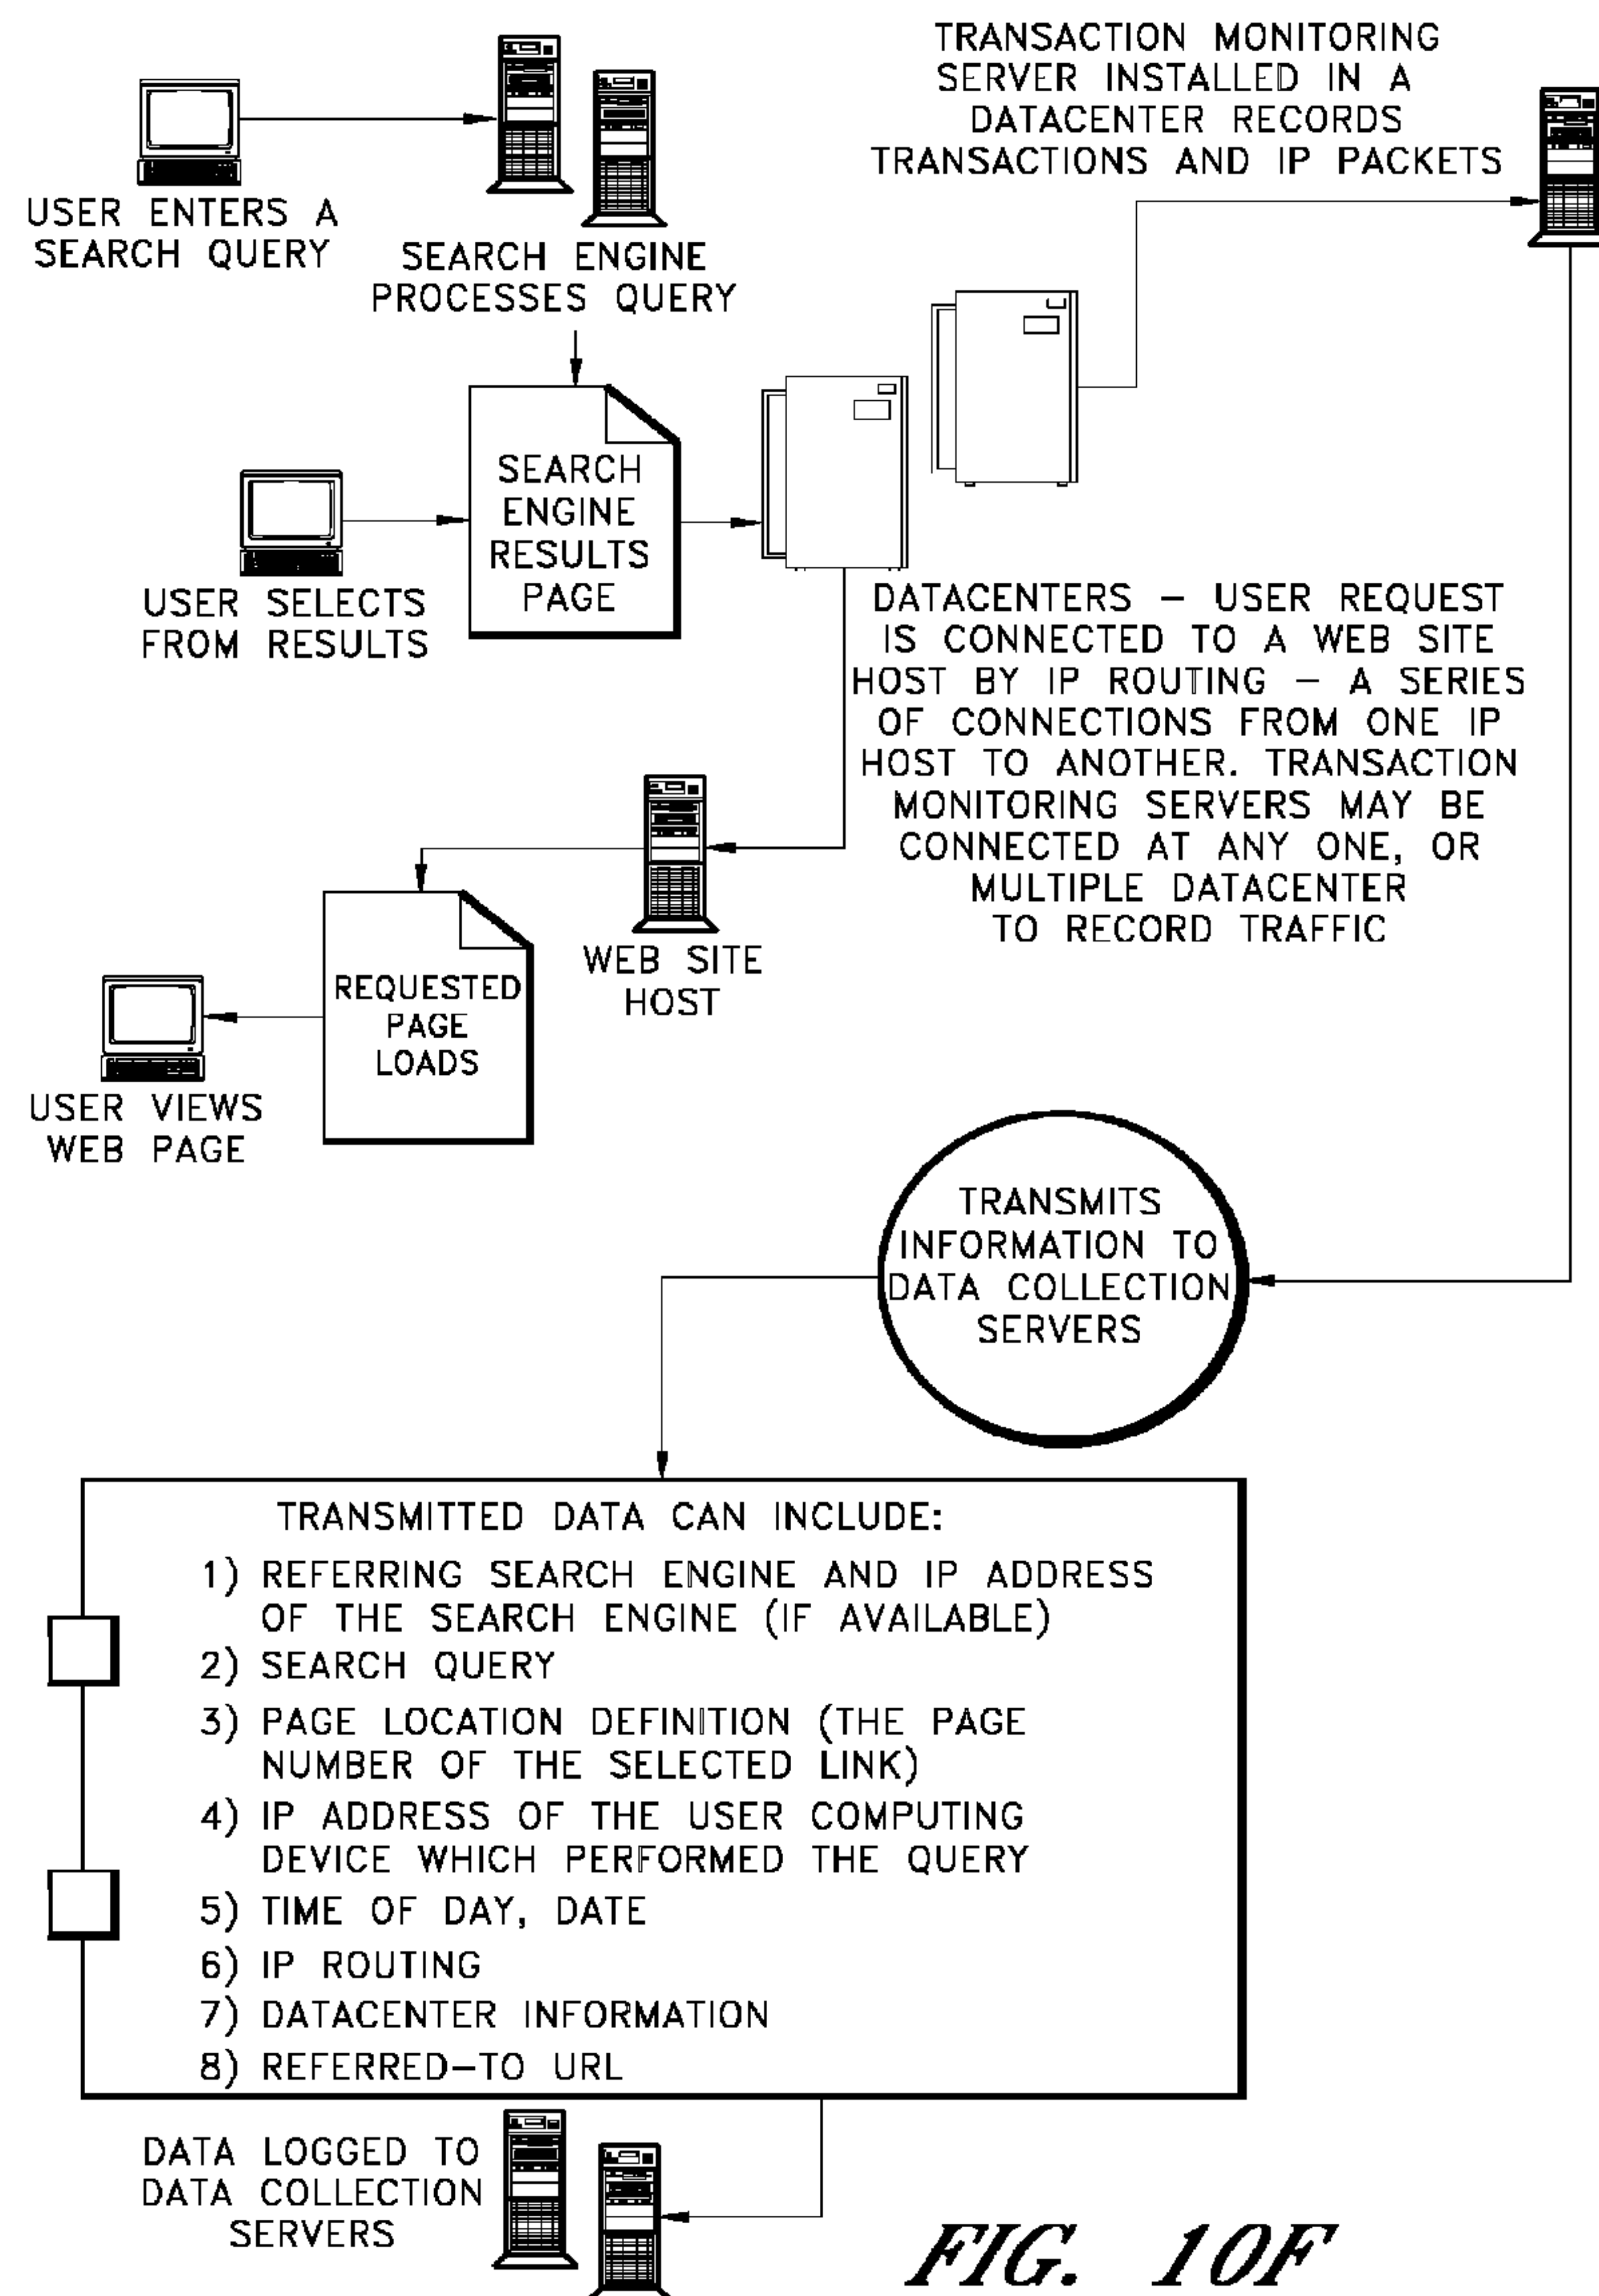 TRANSACTION MONITORING
SERVER INSTALLED IN A
DATACENTER RECORDS
TRANSACTIONS AND IP PACKETS
USER ENTERS A
SEARCH QUERY
SEARCH ENGINE
PROCESSES QUERY
SEARCH
ENGINE
RESULTS
PAGE
USER SELECTS
FROM RESULTS
DATACENTERS – USER REQUEST
IS CONNECTED TO A WEB SITE
HOST BY IP ROUTING – A SERIES
OF CONNECTIONS FROM ONE IP
HOST TO ANOTHER. TRANSACTION
MONITORING SERVERS MAY BE
CONNECTED AT ANY ONE, OR
MULTIPLE DATACENTER
TO RECORD TRAFFIC
WEB SITE
HOST
REQUESTED
PAGE
LOADS
USER VIEWS
WEB PAGE
TRANSMITS
INFORMATION TO
DATA COLLECTION
SERVERS
TRANSMITTED DATA CAN INCLUDE:
1) REFERRING SEARCH ENGINE AND IP ADDRESS
OF THE SEARCH ENGINE (IF AVAILABLE)
2) SEARCH QUERY
3) PAGE LOCATION DEFINITION (THE PAGE
NUMBER OF THE SELECTED LINK)
4) IP ADDRESS OF THE USER COMPUTING
DEVICE WHICH PERFORMED THE QUERY
5) TIME OF DAY, DATE
6) IP ROUTING
7) DATACENTER INFORMATION
8) REFERRED–TO URL
DATA LOGGED TO
DATA COLLECTION
SERVERS
FIG. 10F